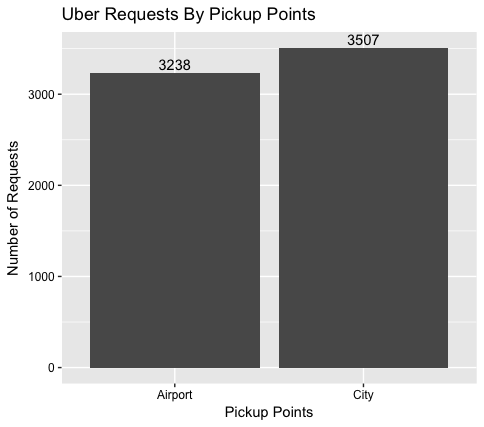 Uber Requests By Pickup Points
3507
3238
3000
2000
1000
0
Number of Requests
Airport City
Pickup Points